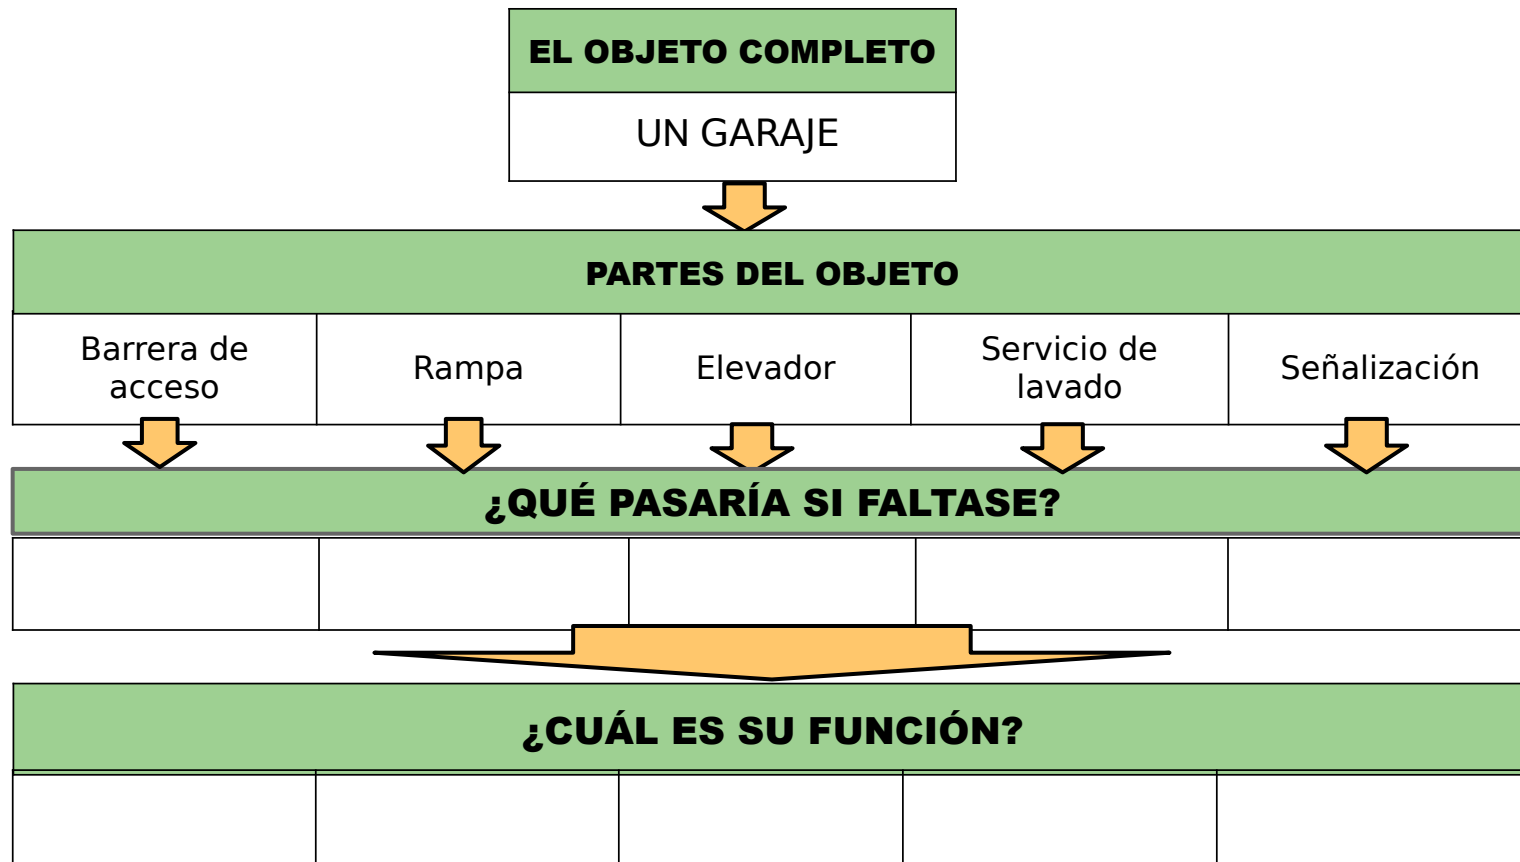 EL OBJETO COMPLETO
UN GARAJE
PARTES DEL OBJETO
Barrera de
acceso
Rampa
Elevador
Servicio de
lavado
Señalización
¿QUÉ PASARÍA SI FALTASE?
¿CUÁL ES SU FUNCIÓN?